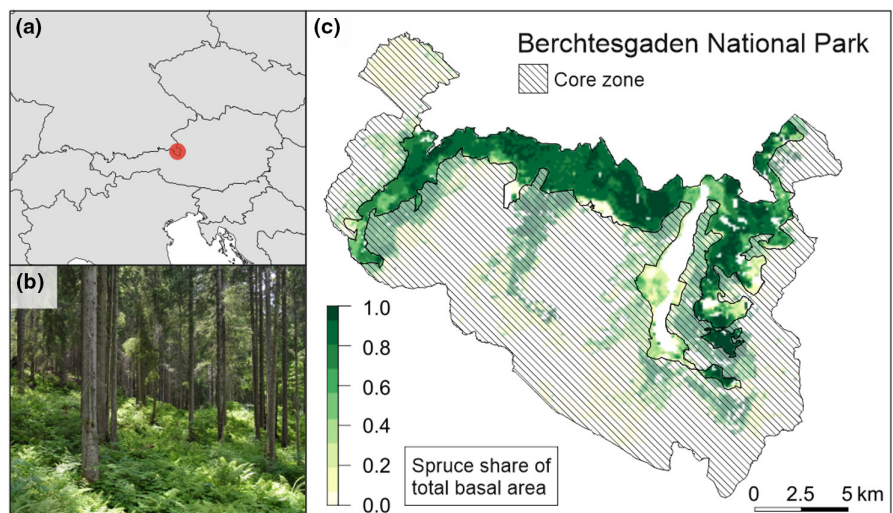 (a)
(b)
(c)
Berchtesgaden National Park
Core zone
1.0
0.8
0.6
0.4
0.2
0.0
Spruce share of
total basal area
0 2.5 5 km